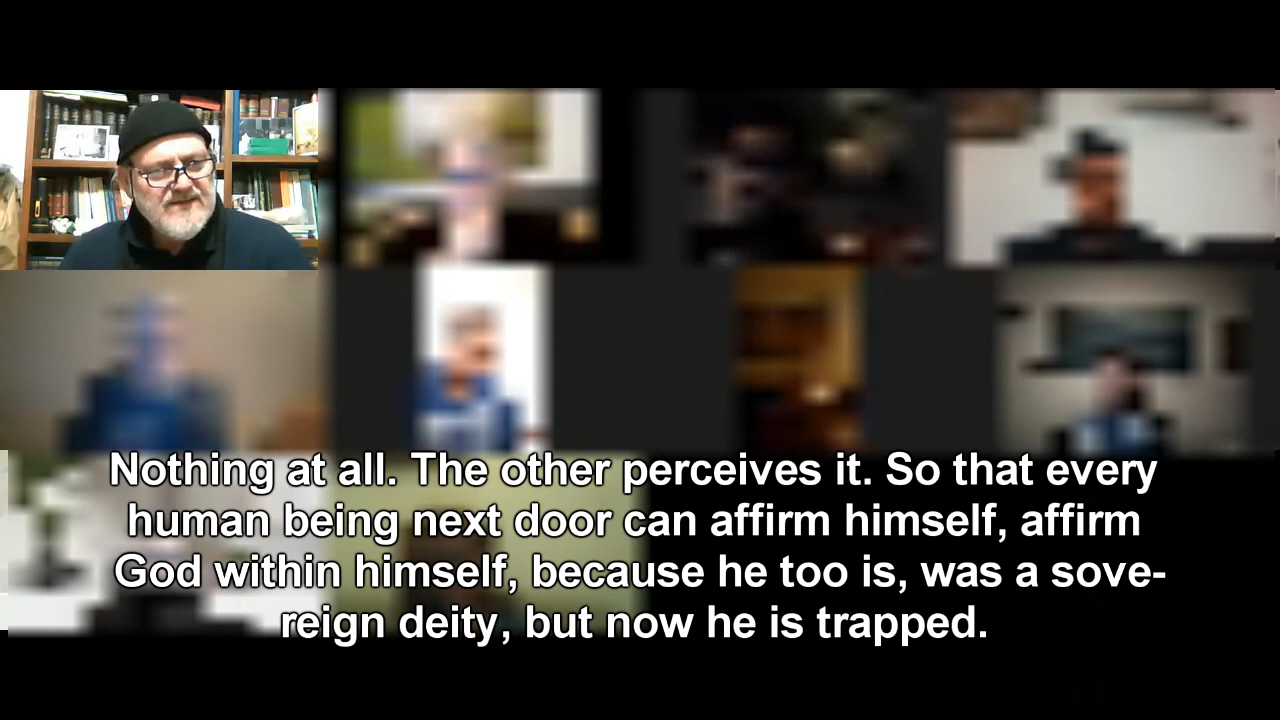 Nothing at all. The other perceives it. So that every
human being next door can affirm himself, affirm
God within himself, because he too is, was a sove-
reign deity, but now he is trapped.